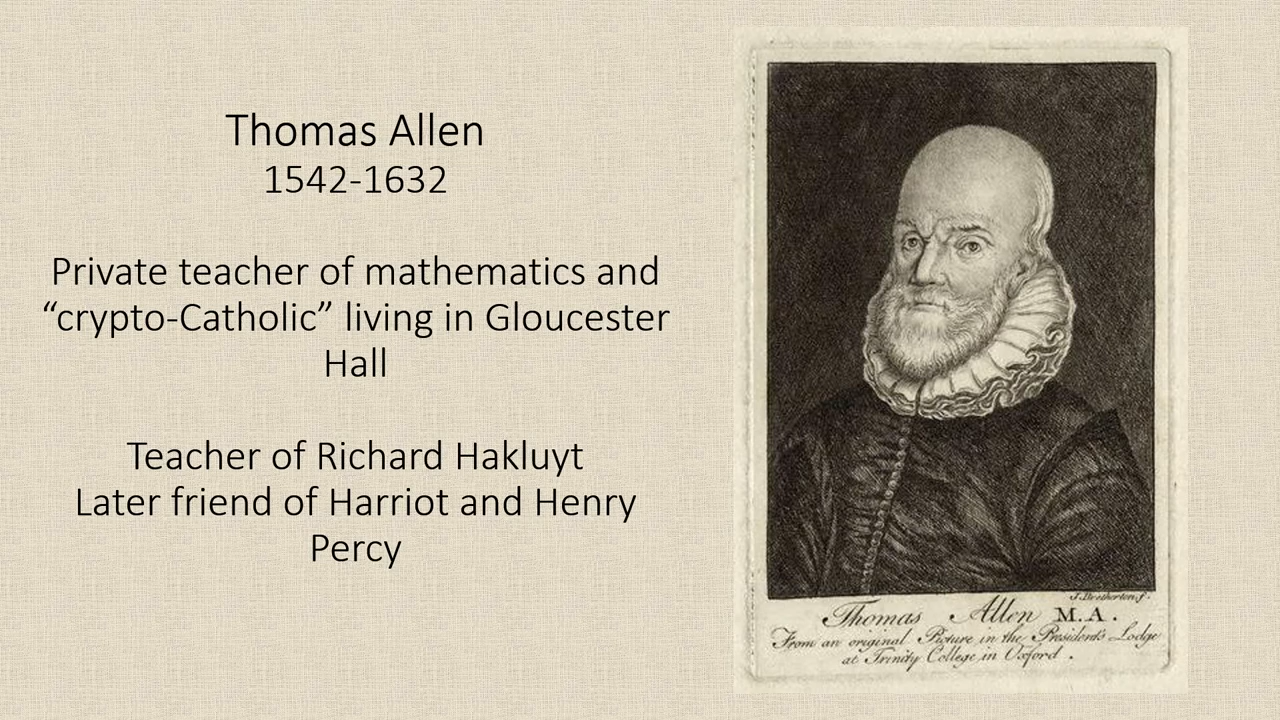 Thomas Allen
1542-1632
Private teacher of mathematics and
“crypto-Catholic” living in Gloucester
Hall
Teacher of Richard Hakluyt
Later friend of Harriot and Henry
Percy
J. Bretherton f.
Thomas Allen M.A.
From an original Picture in the President's Lodge
at Trinity College in Oxford .